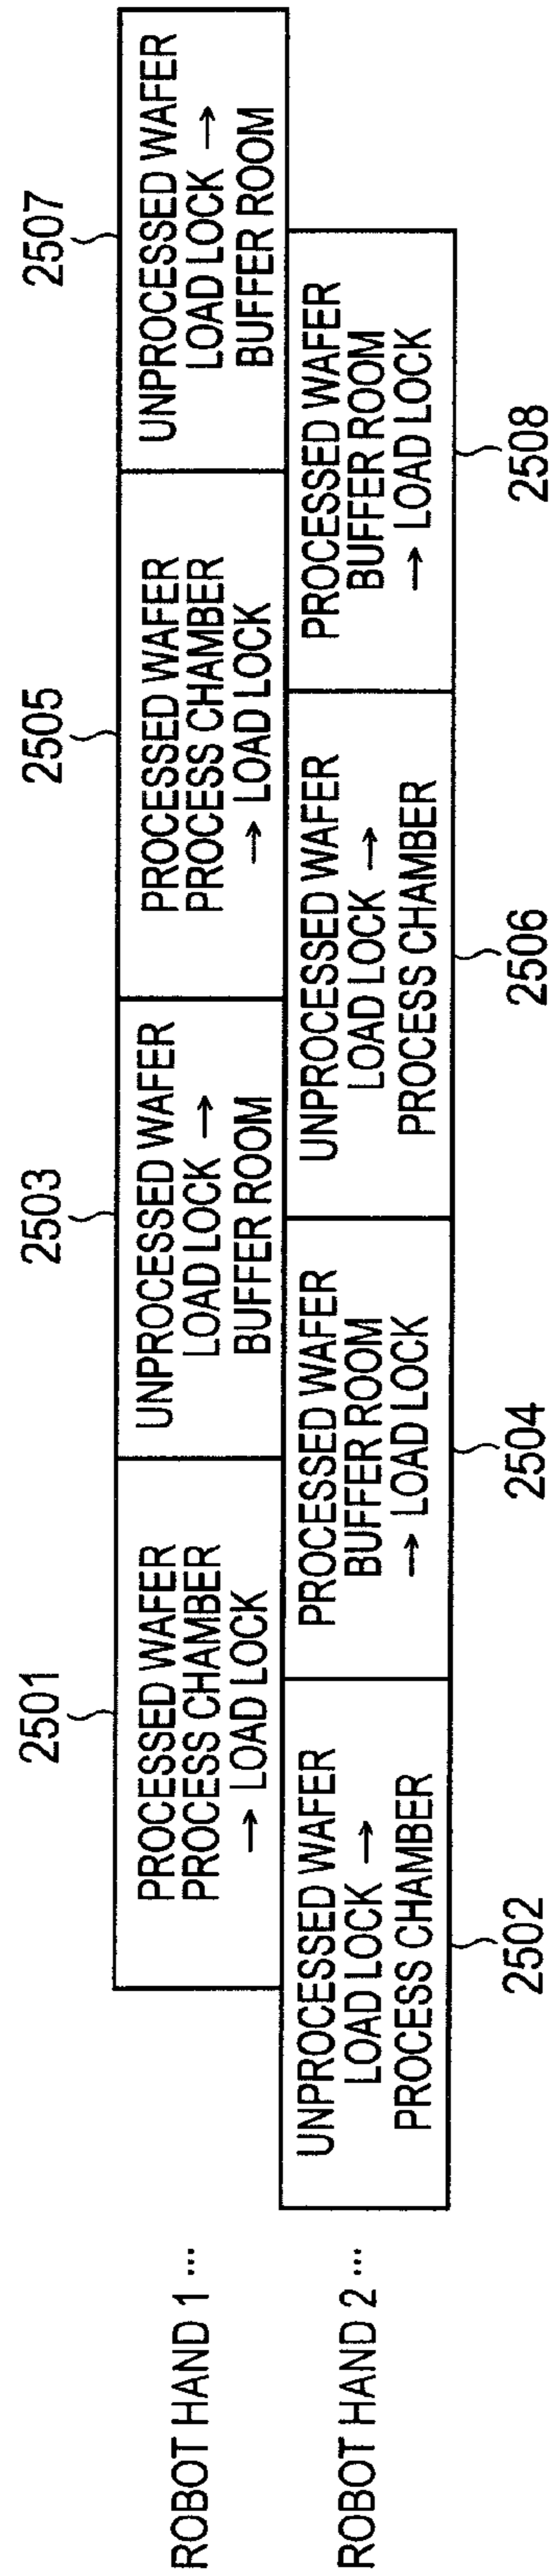 2501
2503
2505
2507
ROBOT HAND 1 ...
PROCESSED WAFER
PROCESS CHAMBER
→ LOAD LOCK
UNPROCESSED WAFER
LOAD LOCK →
BUFFER ROOM
PROCESSED WAFER
PROCESS CHAMBER
→ LOAD LOCK
UNPROCESSED WAFER
LOAD LOCK →
BUFFER ROOM
ROBOT HAND 2 ...
UNPROCESSED WAFER
LOAD LOCK →
PROCESS CHAMBER
PROCESSED WAFER
BUFFER ROOM
→ LOAD LOCK
UNPROCESSED WAFER
LOAD LOCK →
PROCESS CHAMBER
PROCESSED WAFER
BUFFER ROOM
→ LOAD LOCK
2502
2504
2506
2508